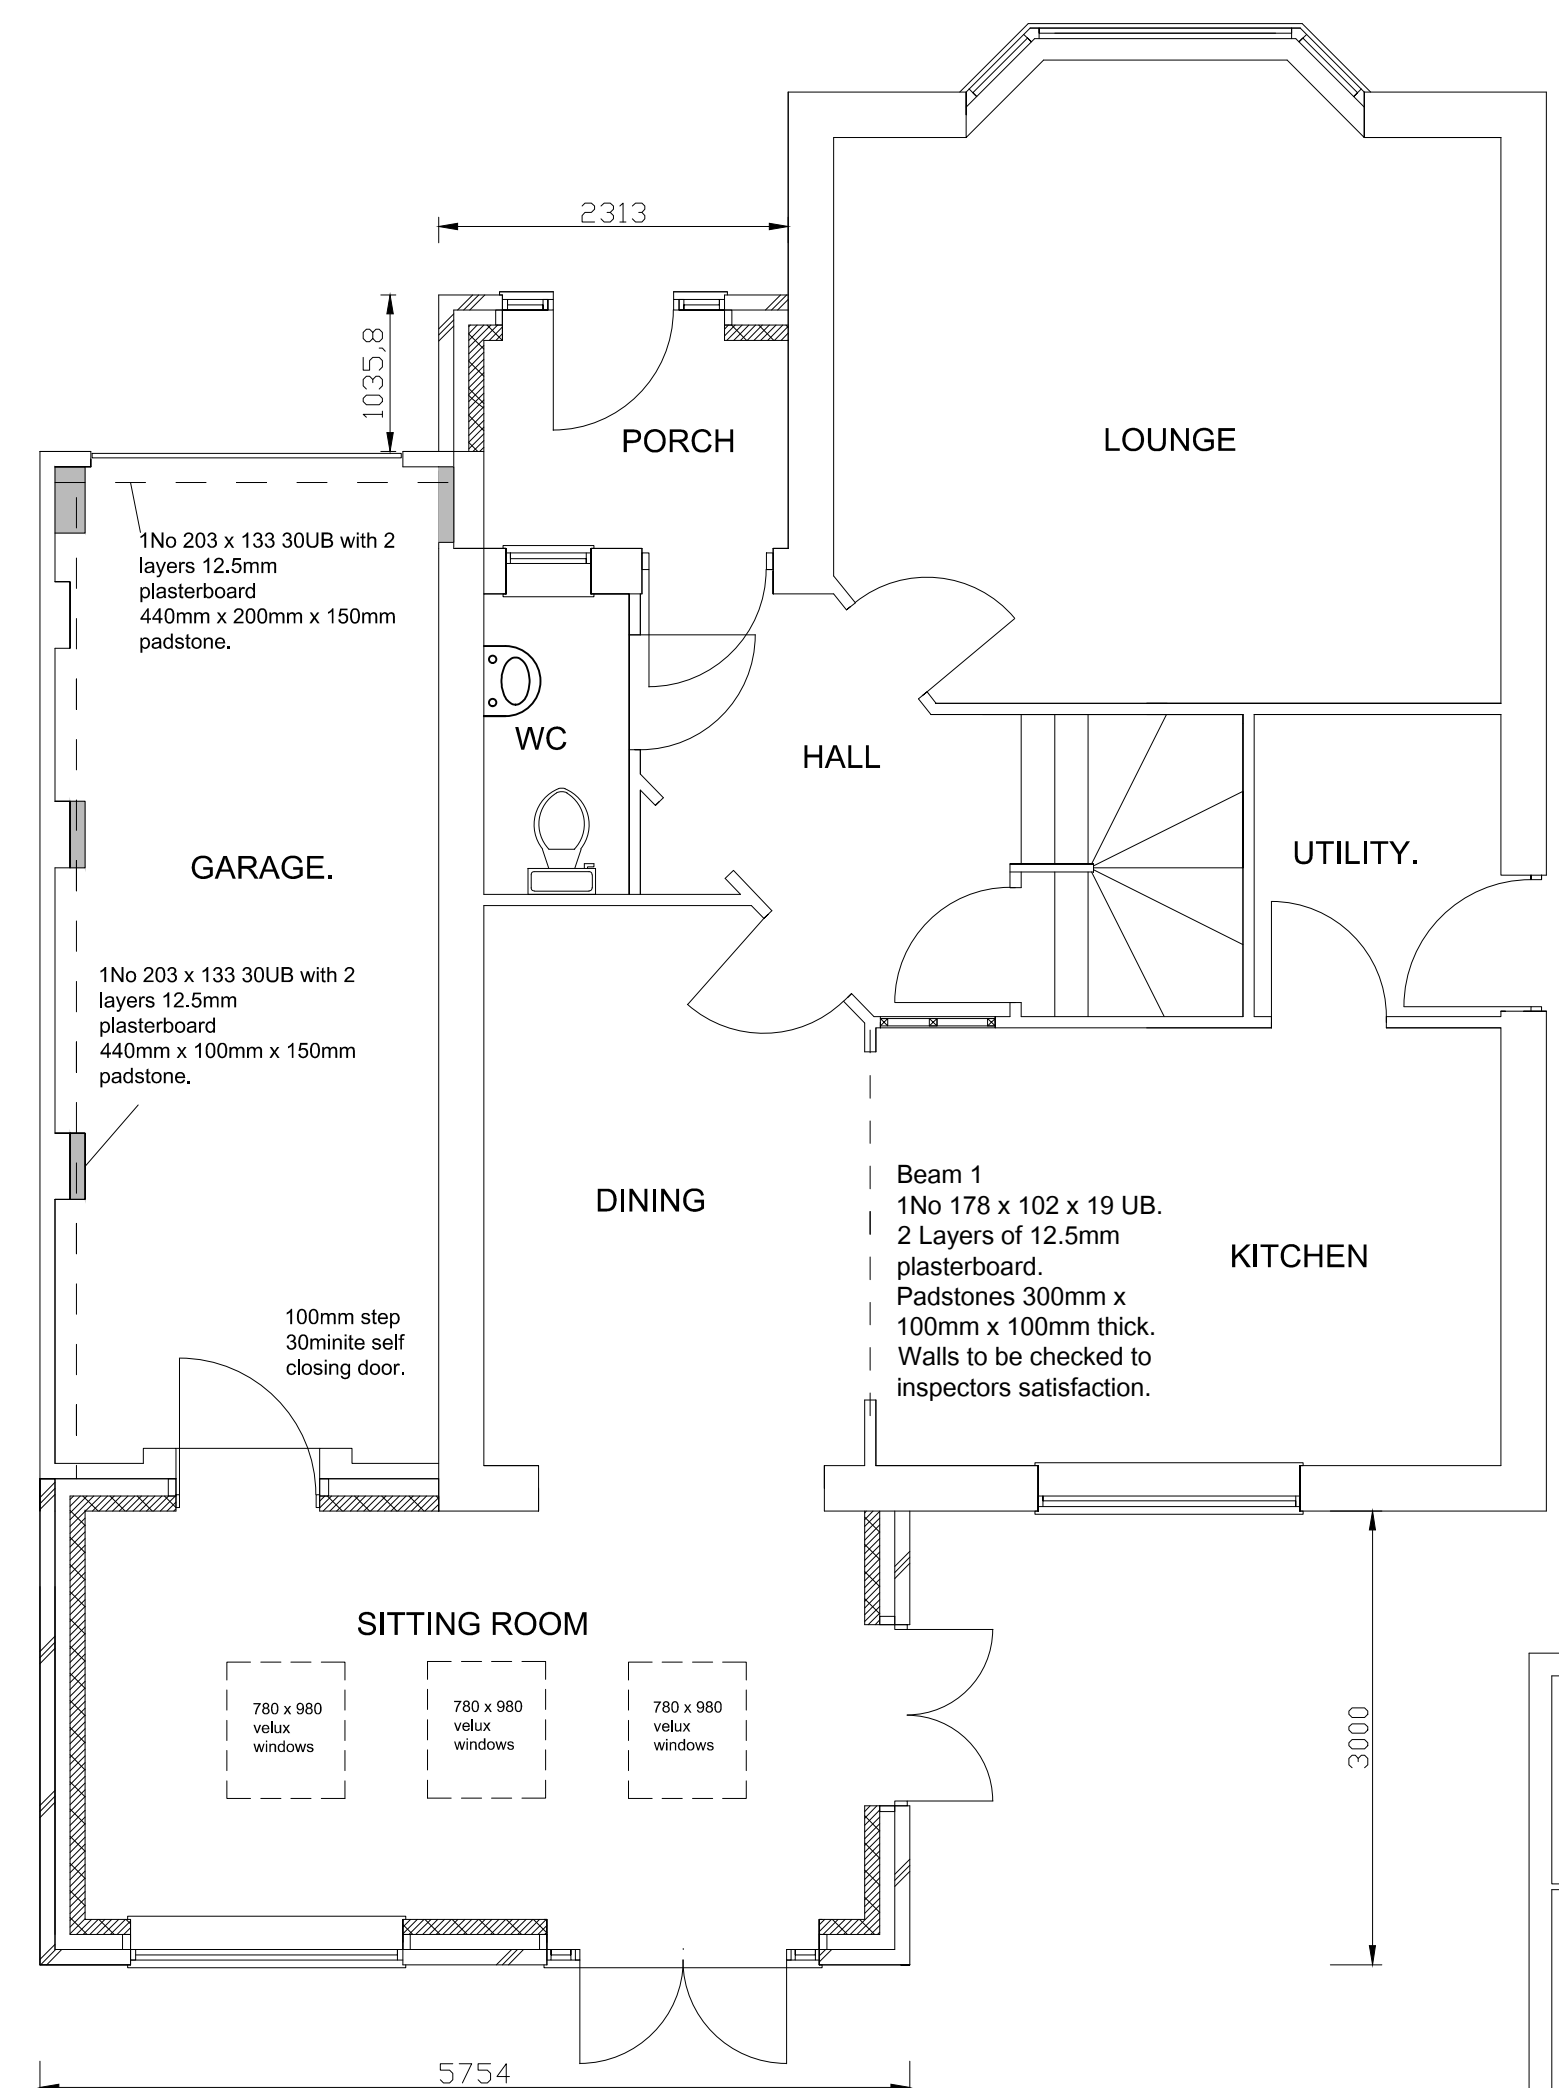 2313
1035,8
PORCH
LOUNGE
1No 203 x 133 30UB with 2
layers 12.5mm
plasterboard
440mm x 200mm x 150mm
padstone.
WC
HALL
GARAGE.
UTILITY.
1No 203 x 133 30UB with 2
layers 12.5mm
plasterboard
440mm x 100mm x 150mm
padstone.
DINING
Beam 1
1No 178 x 102 x 19 UB.
2 Layers of 12.5mm
plasterboard.
Padstones 300mm x
100mm x 100mm thick.
Walls to be checked to
inspectors satisfaction.
KITCHEN
100mm step
30minite self
closing door.
SITTING ROOM
780 x 980
velux
windows
780 x 980
velux
windows
780 x 980
velux
windows
3000
5754